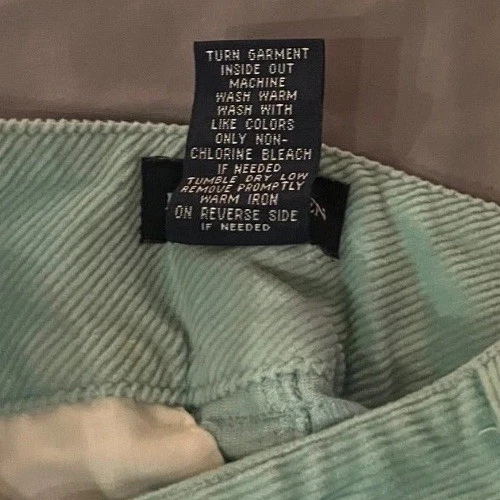 TURN GARMENT
INSIDE OUT
MACHINE
WASH WARM
WASH WITH
LIKE COLORS
ONLY NON-
CHLORINE BLEACH
IF NEEDED
TUMBLE DRY LOW
REMOVE PROMPTLY
WARM IRON
ON REVERSE SIDE
IF NEEDED